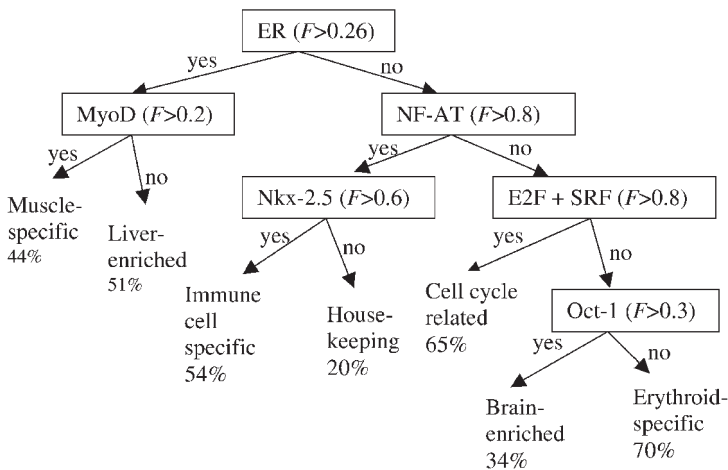 ER (F>0.26)
yes
no
MyoD (F>0.2)
NF-AT (F>0.8)
yes
no
yes
no
Muscle-
specific
44%
Liver-
enriched
51%
Nkx-2.5 (F>0.6)
E2F + SRF (F>0.8)
yes
no
yes
no
Immune
cell
specific
54%
House-
keeping
20%
Cell cycle
related
65%
Oct-1 (F>0.3)
yes
no
Brain-
enriched
34%
Erythroid-
specific
70%